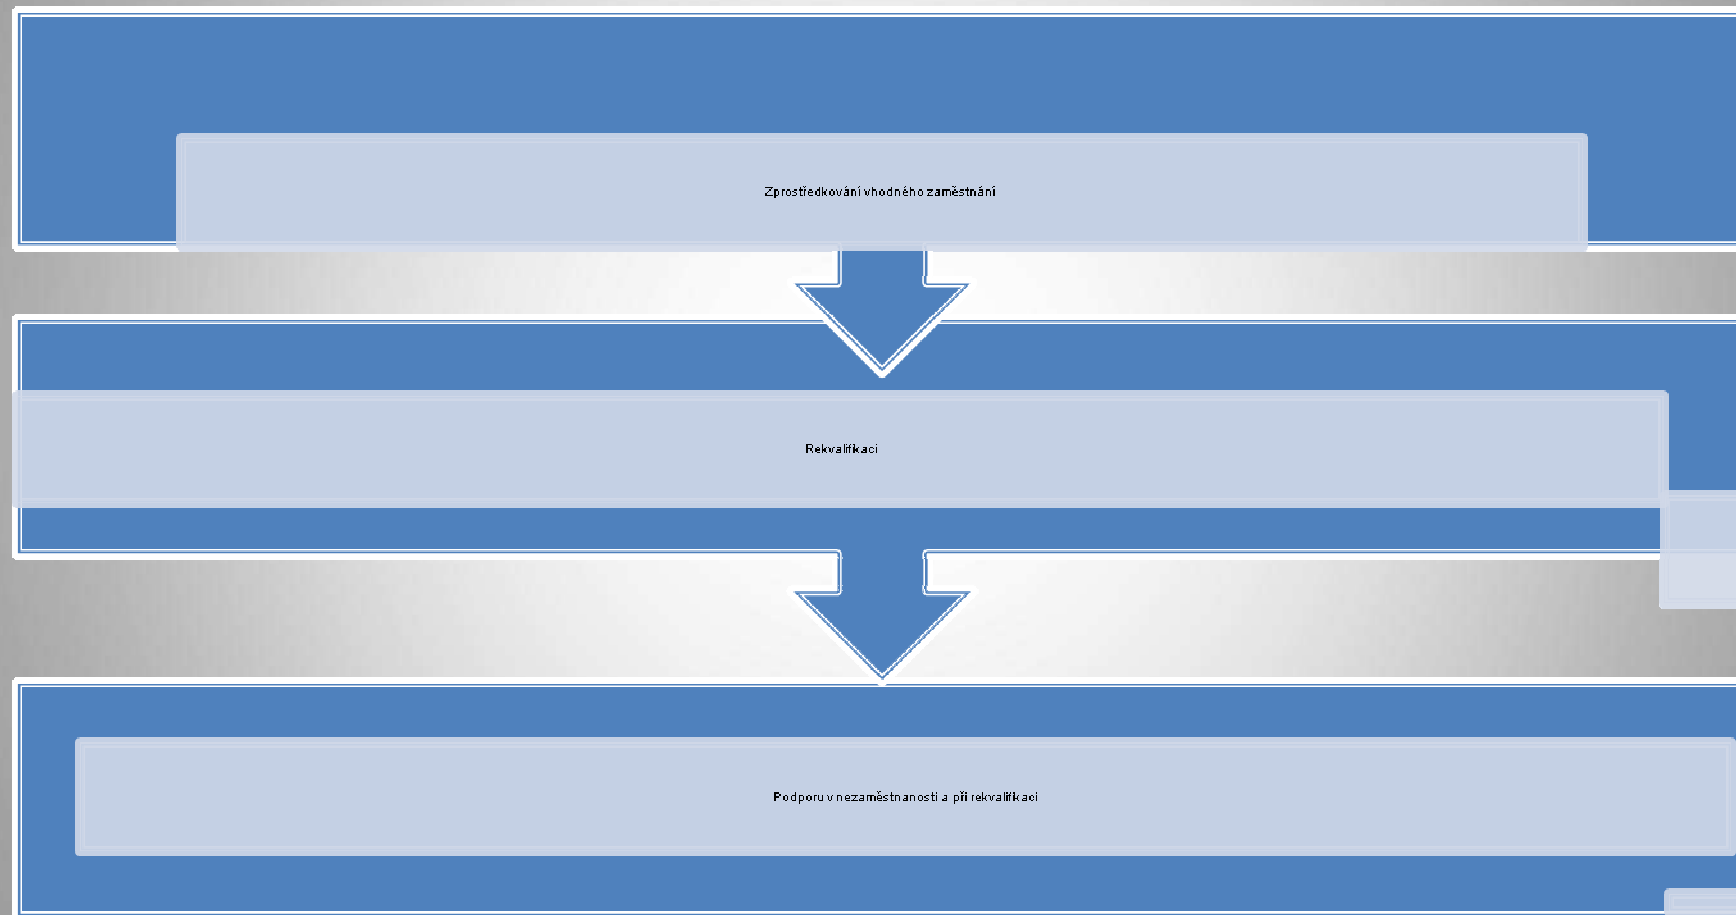 Zprostředkování vhodného zaměstnání
Rekvalifikaci
Podporu v nezaměstnanosti a při rekvalifikaci